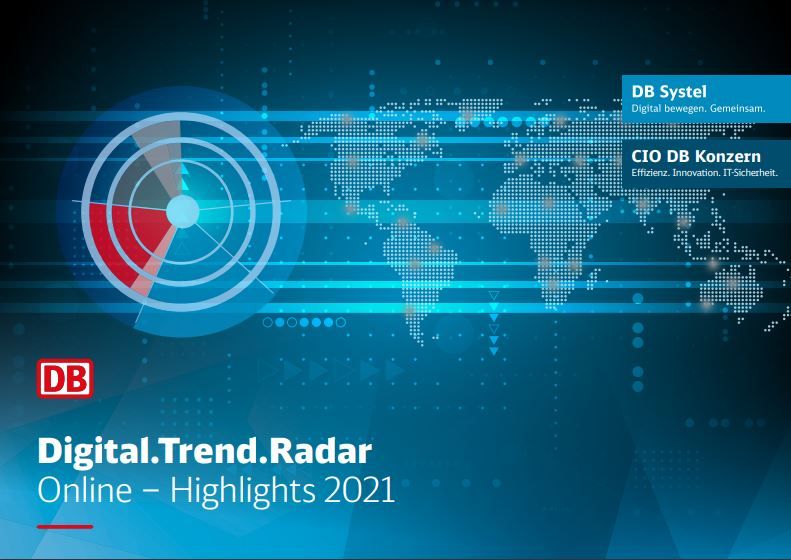 DB Systel
Digital bewegen. Gemeinsam.
CIO DB Konzern
Effizienz. Innovation. IT-Sicherheit.
DB
Digital.Trend.Radar
Online – Highlights 2021